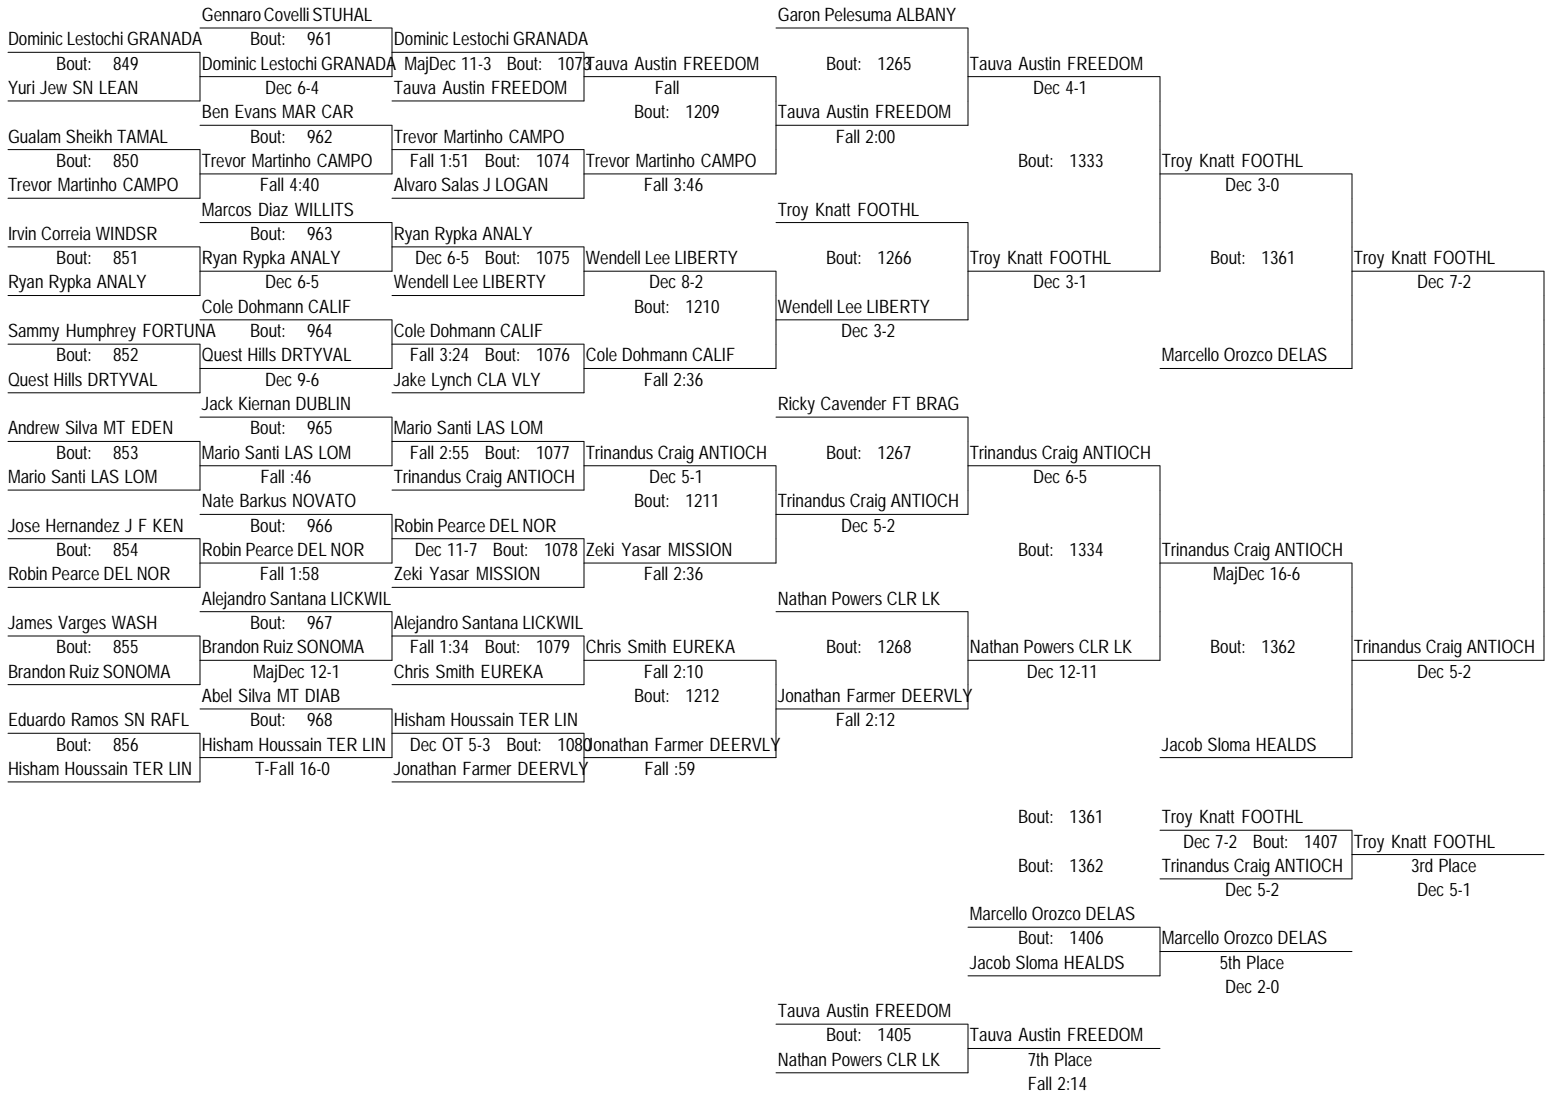 Gennaro Covelli STUHAL Garon Pelesuma ALBANY
Dominic Lestochi GRANADA Bout: 961 Dominic Lestochi GRANADA
Bout: 849 Dominic Lestochi GRANADA MajDec 11-3 Bout: 1073 Tauva Austin FREEDOM Bout: 1265 Tauva Austin FREEDOM
Yuri Jew SN LEAN Dec 6-4 Tauva Austin FREEDOM Fall Dec 4-1
Ben Evans MAR CAR Bout: 1209 Tauva Austin FREEDOM
Gualam Sheikh TAMAL Bout: 962 Trevor Martinho CAMPO Fall 2:00
Bout: 850 Trevor Martinho CAMPO Fall 1:51 Bout: 1074 Trevor Martinho CAMPO Bout: 1333 Troy Knatt FOOTHL
Trevor Martinho CAMPO Fall 4:40 Alvaro Salas J LOGAN Fall 3:46 Dec 3-0
Marcos Diaz WILLITS Troy Knatt FOOTHL
Irvin Correia WINDSR Bout: 963 Ryan Rypka ANALY
Bout: 851 Ryan Rypka ANALY Dec 6-5 Bout: 1075 Wendell Lee LIBERTY Bout: 1266 Troy Knatt FOOTHL Bout: 1361 Troy Knatt FOOTHL
Ryan Rypka ANALY Dec 6-5 Wendell Lee LIBERTY Dec 8-2 Dec 3-1 Dec 7-2
Cole Dohmann CALIF Bout: 1210 Wendell Lee LIBERTY
Sammy Humphrey FORTUNA Bout: 964 Cole Dohmann CALIF Dec 3-2
Bout: 852 Quest Hills DRTYVAL Fall 3:24 Bout: 1076 Cole Dohmann CALIF Marcello Orozco DELAS
Quest Hills DRTYVAL Dec 9-6 Jake Lynch CLA VLY Fall 2:36
Jack Kiernan DUBLIN Ricky Cavender FT BRAG
Andrew Silva MT EDEN Bout: 965 Mario Santi LAS LOM
Bout: 853 Mario Santi LAS LOM Fall 2:55 Bout: 1077 Trinandus Craig ANTIOCH Bout: 1267 Trinandus Craig ANTIOCH
Mario Santi LAS LOM Fall :46 Trinandus Craig ANTIOCH Dec 5-1 Dec 6-5
Nate Barkus NOVATO Bout: 1211 Trinandus Craig ANTIOCH
Jose Hernandez J F KEN Bout: 966 Robin Pearce DEL NOR Dec 5-2
Bout: 854 Robin Pearce DEL NOR Dec 11-7 Bout: 1078 Zeki Yasar MISSION Bout: 1334 Trinandus Craig ANTIOCH
Robin Pearce DEL NOR Fall 1:58 Zeki Yasar MISSION Fall 2:36 MajDec 16-6
Alejandro Santana LICKWIL Nathan Powers CLR LK
James Varges WASH Bout: 967 Alejandro Santana LICKWIL
Bout: 855 Brandon Ruiz SONOMA Fall 1:34 Bout: 1079 Chris Smith EUREKA Bout: 1268 Nathan Powers CLR LK Bout: 1362 Trinandus Craig ANTIOCH
Brandon Ruiz SONOMA MajDec 12-1 Chris Smith EUREKA Fall 2:10 Dec 12-11 Dec 5-2
Abel Silva MT DIAB Bout: 1212 Jonathan Farmer DEERVLY
Eduardo Ramos SN RAFL Bout: 968 Hisham Houssain TER LIN Fall 2:12
Bout: 856 Hisham Houssain TER LIN Dec OT 5-3 Bout: 1080 Jonathan Farmer DEERVLY Jacob Sloma HEALDS
Hisham Houssain TER LIN T-Fall 16-0 Jonathan Farmer DEERVLY Fall :59
Bout: 1361 Troy Knatt FOOTHL
Dec 7-2 Bout: 1407 Troy Knatt FOOTHL
Bout: 1362 Trinandus Craig ANTIOCH 3rd Place
Dec 5-2 Dec 5-1
Marcello Orozco DELAS
Bout: 1406 Marcello Orozco DELAS
Jacob Sloma HEALDS 5th Place
Dec 2-0
Tauva Austin FREEDOM
Bout: 1405 Tauva Austin FREEDOM
Nathan Powers CLR LK 7th Place
Fall 2:14